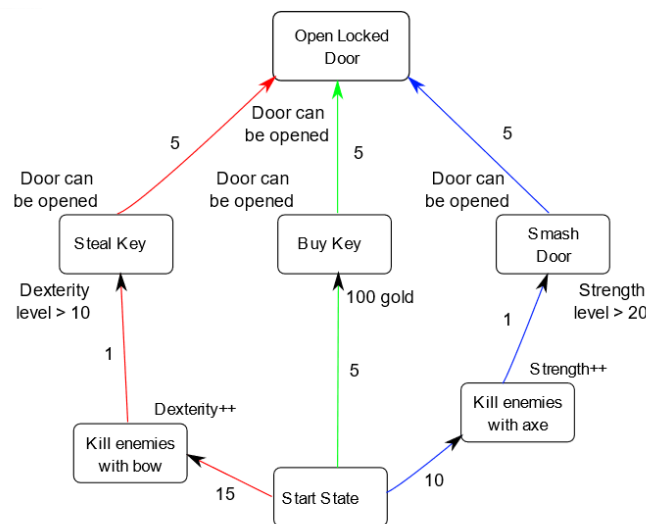 Open Locked
Door
Door can
be opened
5
5
5
Door can
be opened
Door can
be opened
Door can
be opened
Steal Key
Buy Key
Smash
Door
Dexterity
level > 10
100 gold
Strength
level > 20
1
1
5
Strength++
Dexterity++
Kill enemies
with axe
Kill enemies
with bow
15
Start State
10